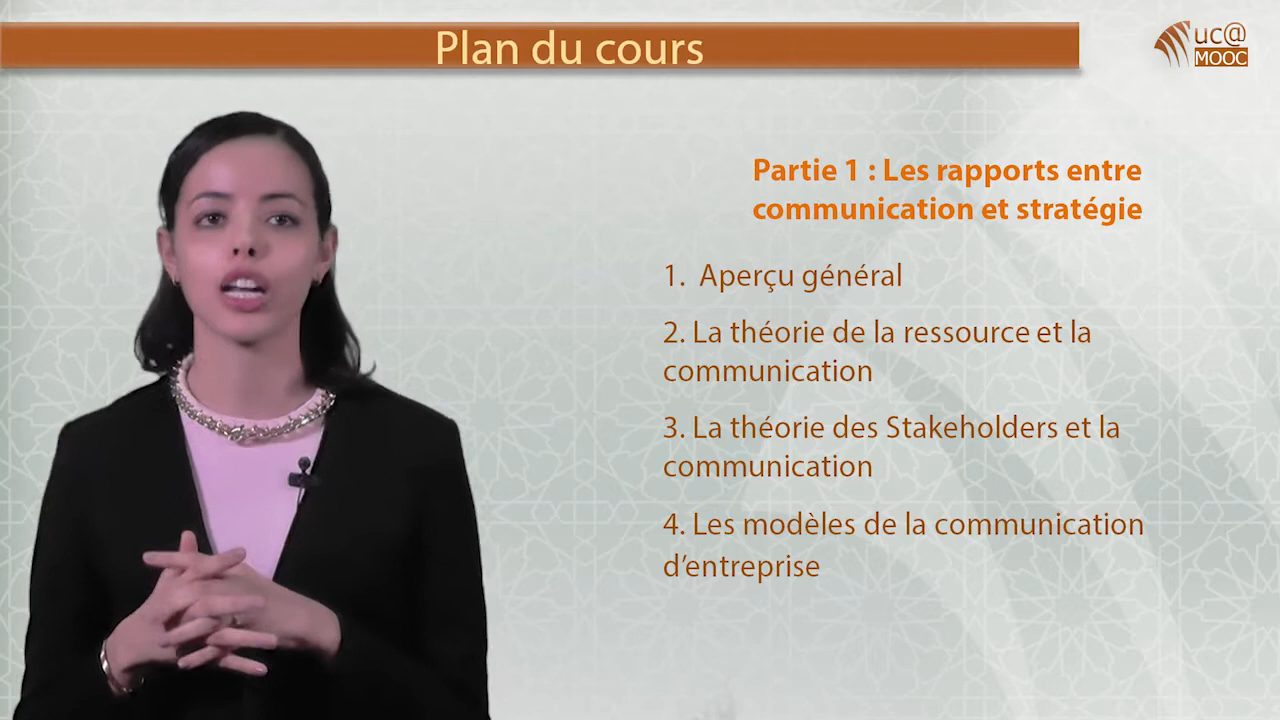 Plan du cours
uc@
MOOC
Partie 1 : Les rapports entre
communication et stratégie
1. Aperçu général
2. La théorie de la ressource et la
communication
3. La théorie des Stakeholders et la
communication
4. Les modèles de la communication
d’entreprise